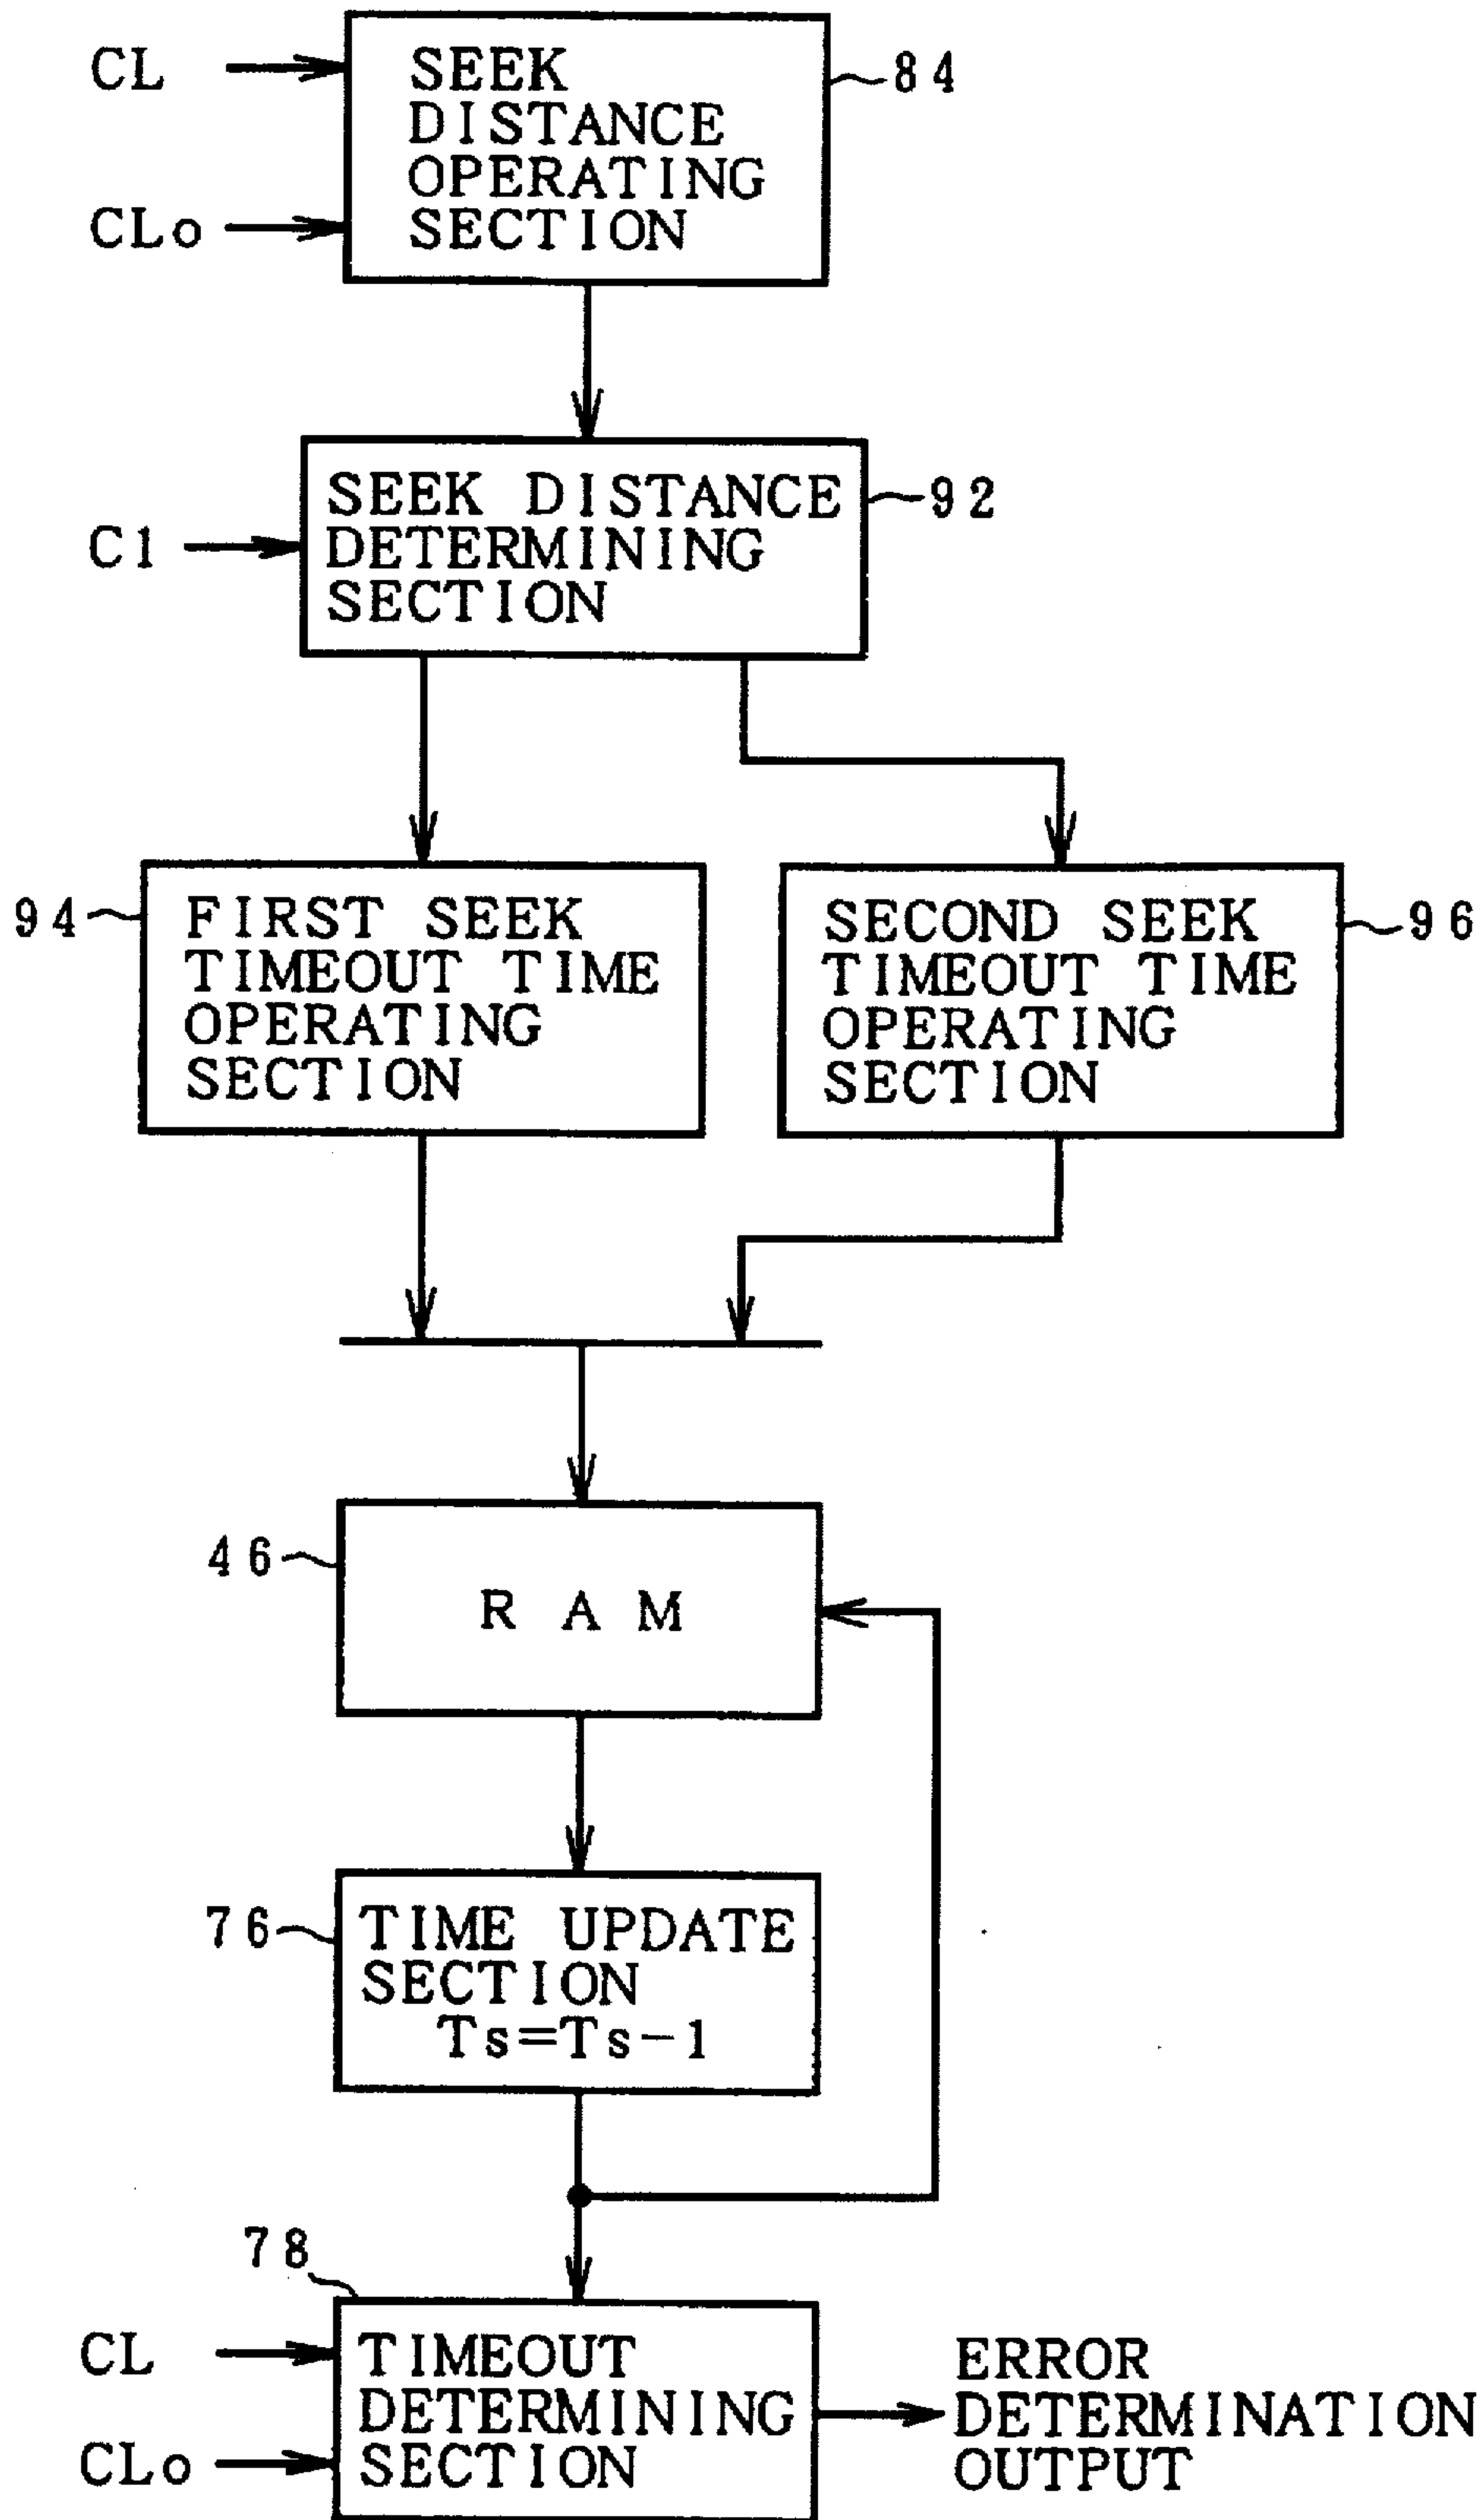 CL
SEEK
DISTANCE
OPERATING
SECTION
84
CLo
SEEK DISTANCE
DETERMINING
SECTION
92
C1
94
FIRST SEEK
TIMEOUT TIME
OPERATING
SECTION
SECOND SEEK
TIMEOUT TIME
OPERATING
SECTION
96
46
RAM
76
TIME UPDATE
SECTION
Ts=Ts-1
78
CL
CLo
TIMEOUT
DETERMINING
SECTION
ERROR
DETERMINATION
OUTPUT